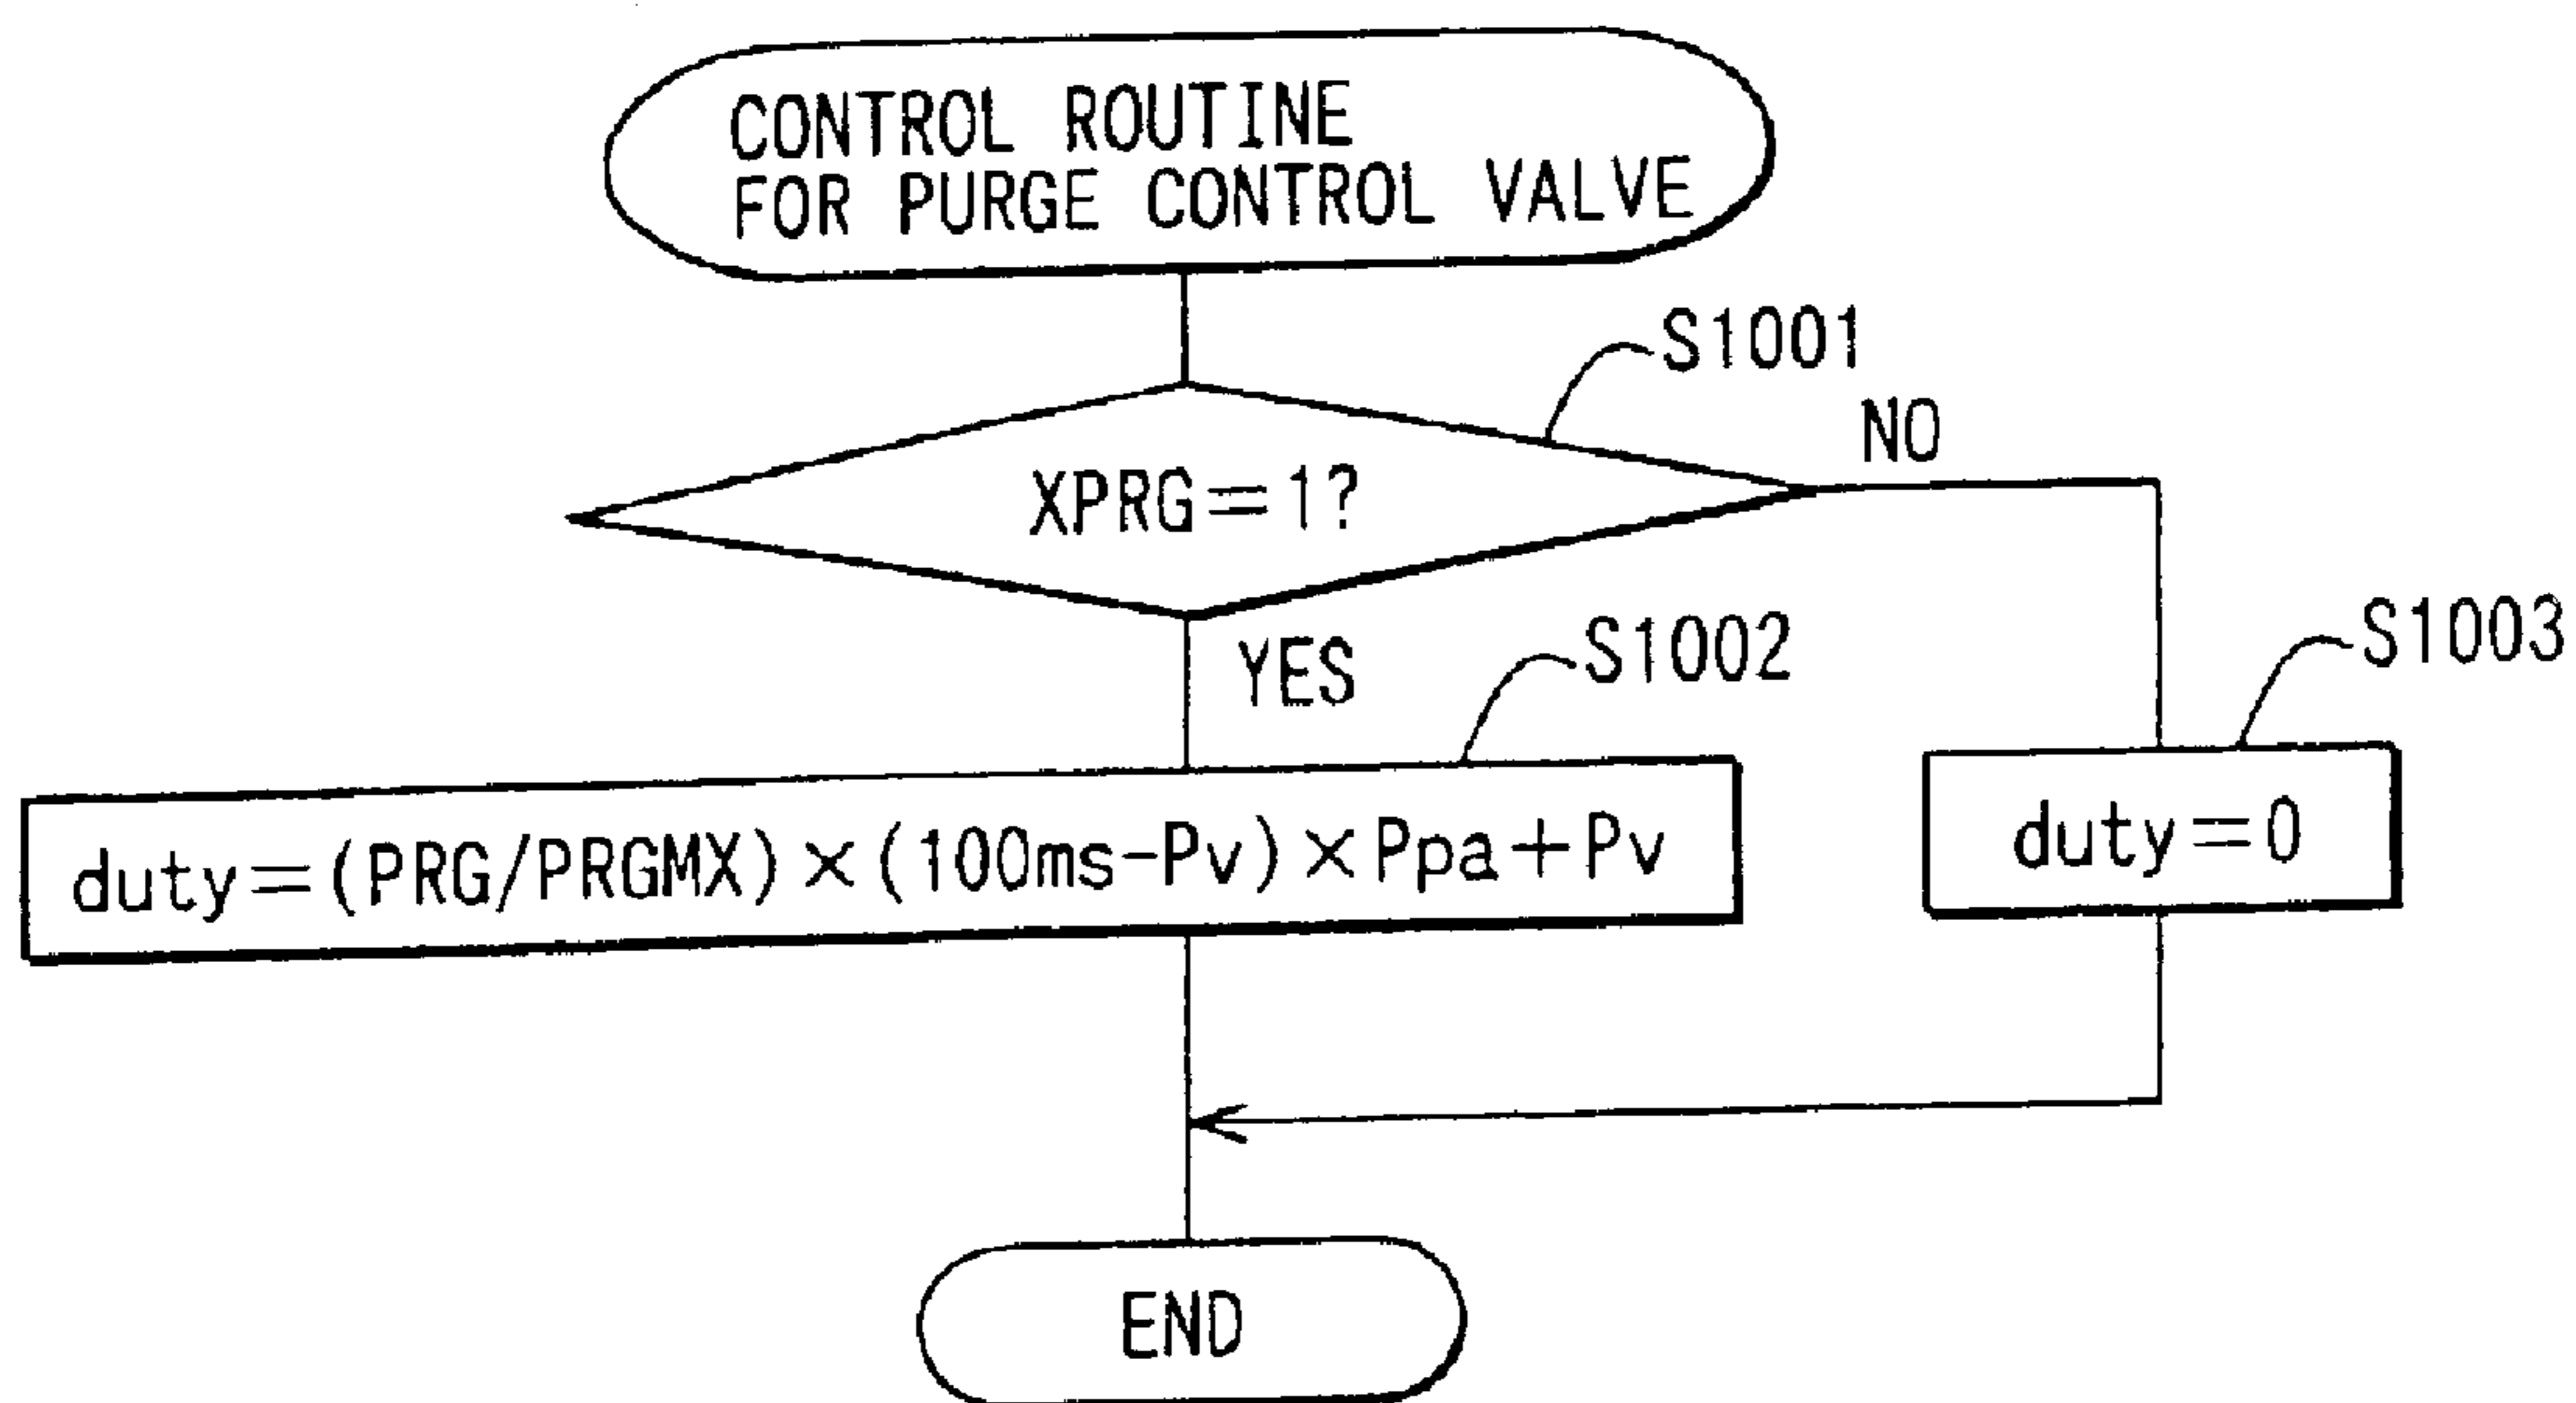 CONTROL ROUTINE
FOR PURGE CONTROL VALVE
S1001
XPRG=1?
NO
YES
S1002
S1003
duty=(PRG/PRGMX)×(100ms-Pv)×Ppa+Pv
duty=0
END